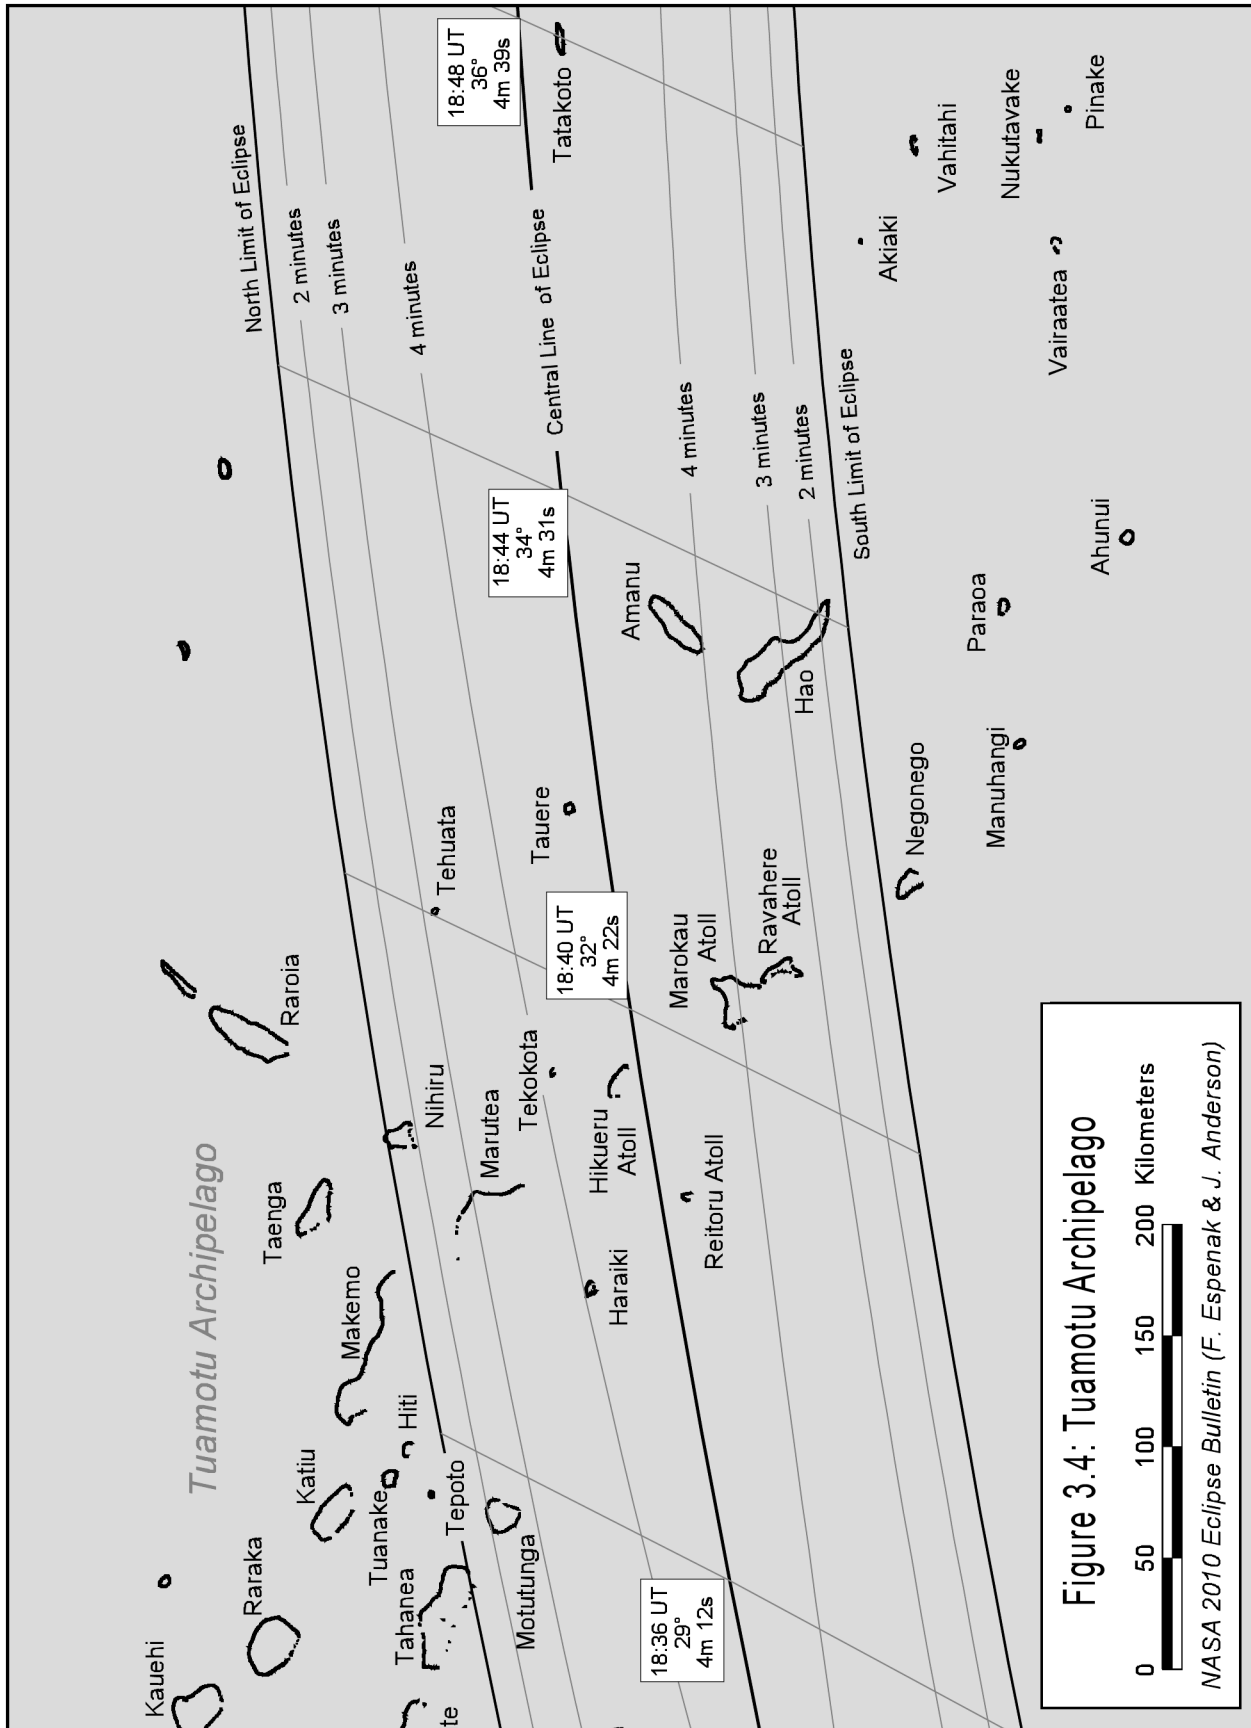 Tuamotu Archipelago
Kauehi
Raraka
Katiu
Tuanake
Hiti
Makemo
Taenga
Raroia
Tahanea
te
Tepoto
Motutunga
Nihiru
Marutea
Tekokota
Tehuata
Tauere
Haraiki
Hikueru
Atoll
Reitoru Atoll
Marokau
Atoll
Ravahere
Atoll
Amanu
Hao
Tatakoto
Negonego
Manuhangi
Paraoa
Ahunui
Akiaki
Vahitahi
Nukutavake
Pinake
Vairaatea
North Limit of Eclipse
2 minutes
3 minutes
4 minutes
Central Line of Eclipse
4 minutes
3 minutes
2 minutes
South Limit of Eclipse
18:36 UT
29°
4m 12s
18:40 UT
32°
4m 22s
18:44 UT
34°
4m 31s
18:48 UT
36°
4m 39s
Figure 3.4: Tuamotu Archipelago
0 50 100 150 200 Kilometers
NASA 2010 Eclipse Bulletin (F. Espenak & J. Anderson)